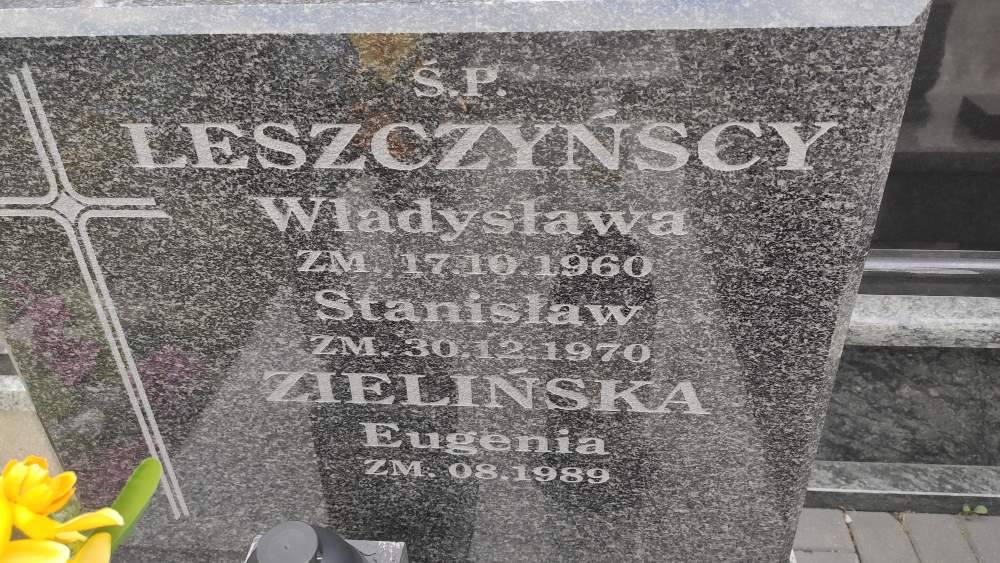 Ś.P.
LESZCZYŃSCY
Władysława
ZM. 17.10.1960
Stanisław
ZM. 30.12.1970
ZIELIŃSKA
Eugenia
ZM. 08.1989